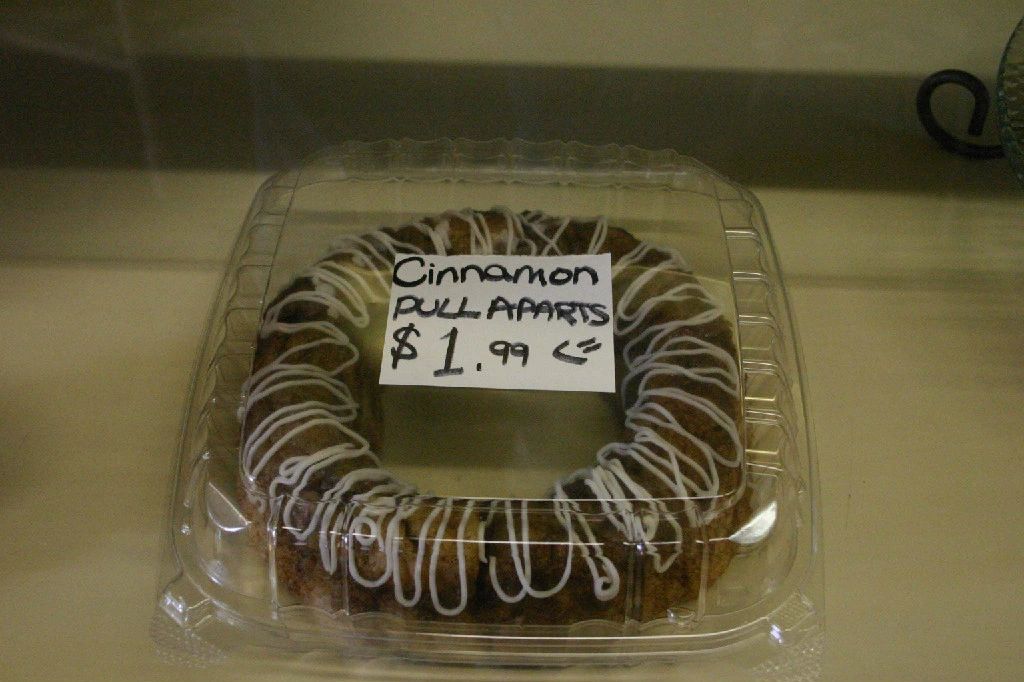 Cinnamon
PULL APARTS
$1.99